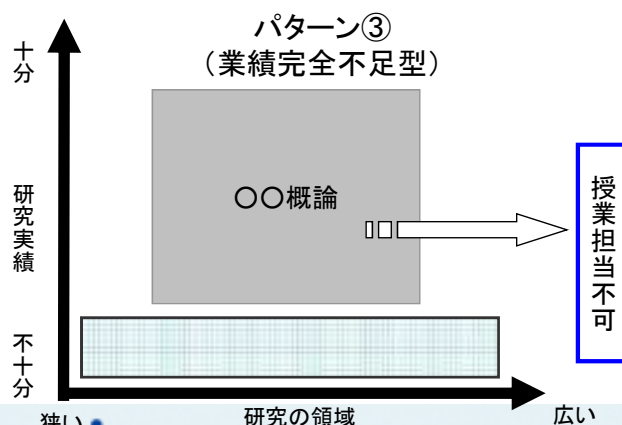 パターン③
（業績完全不足型）
十分
研究実績
不十分
〇〇概論
授業担当不可
狭い
研究の領域
広い